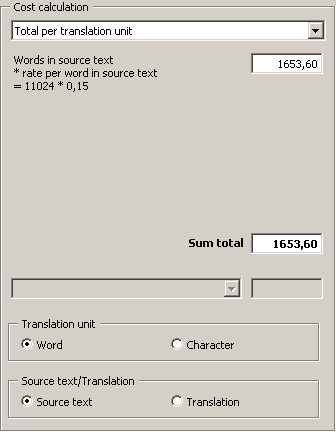 Cost calculation
Total per translation unit
Words in source text
1653,60
* rate per word in source text
= 11024 * 0,15
Sum total 1653,60
Translation unit
Word Character
Source text/Translation
Source text Translation